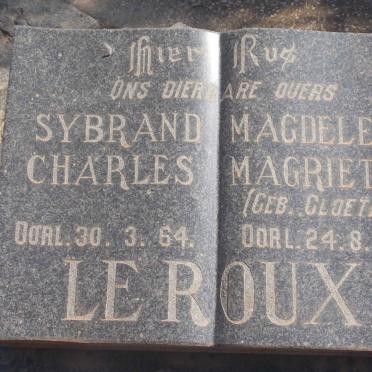 Hier Rus
ONS DIERBARE OUERS
SYBRAND MAGDELE
CHARLES MAGRIET
(GEB. CLOET
OORL. 30. 3. 64. OORL. 24. 8.
LE ROUX